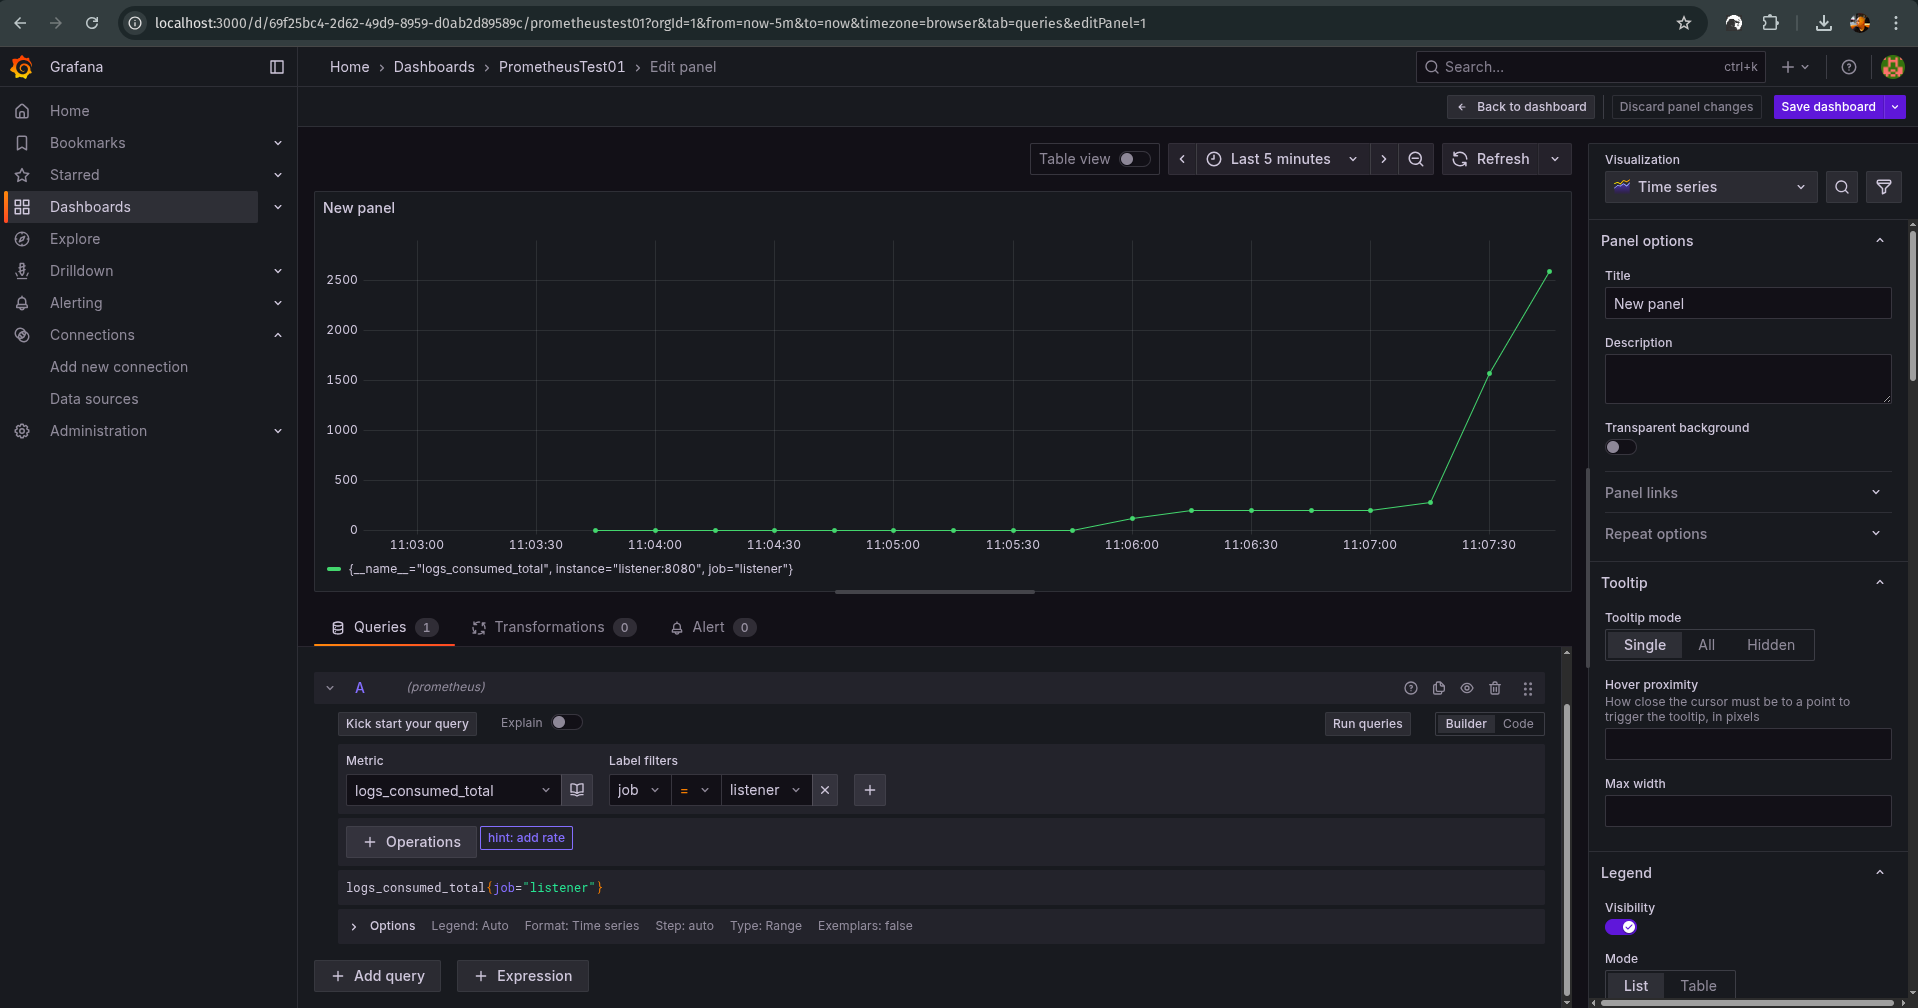 localhost:3000/d/69f25bc4-2d62-49d9-8959-d0ab2d89589c/prometheustest01?orgId=1&from=now-5m&to=now&timezone=browser&tab=queries&editPanel=1
Grafana
Home › Dashboards › PrometheusTest01 › Edit panel
Search...
ctrl+k
Back to dashboard
Discard panel changes
Save dashboard
Home
Bookmarks
Starred
Dashboards
Explore
Drilldown
Alerting
Connections
Add new connection
Data sources
Administration
Table view
Last 5 minutes
Refresh
New panel
2500
2000
1500
1000
500
0
11:03:00 11:03:30 11:04:00 11:04:30 11:05:00 11:05:30 11:06:00 11:06:30 11:07:00 11:07:30
{__name__="logs_consumed_total", instance="listener:8080", job="listener"}
Queries 1
Transformations 0
Alert 0
A (prometheus)
Kick start your query
Explain
Run queries
Builder Code
Metric
Label filters
logs_consumed_total
job = listener
+ Operations
hint: add rate
logs_consumed_total{job="listener"}
Options Legend: Auto Format: Time series Step: auto Type: Range Exemplars: false
+ Add query
+ Expression
Visualization
Time series
Panel options
Title
New panel
Description
Transparent background
Panel links
Repeat options
Tooltip
Tooltip mode
Single All Hidden
Hover proximity
How close the cursor must be to a point to
trigger the tooltip, in pixels
Max width
Legend
Visibility
Mode
List Table